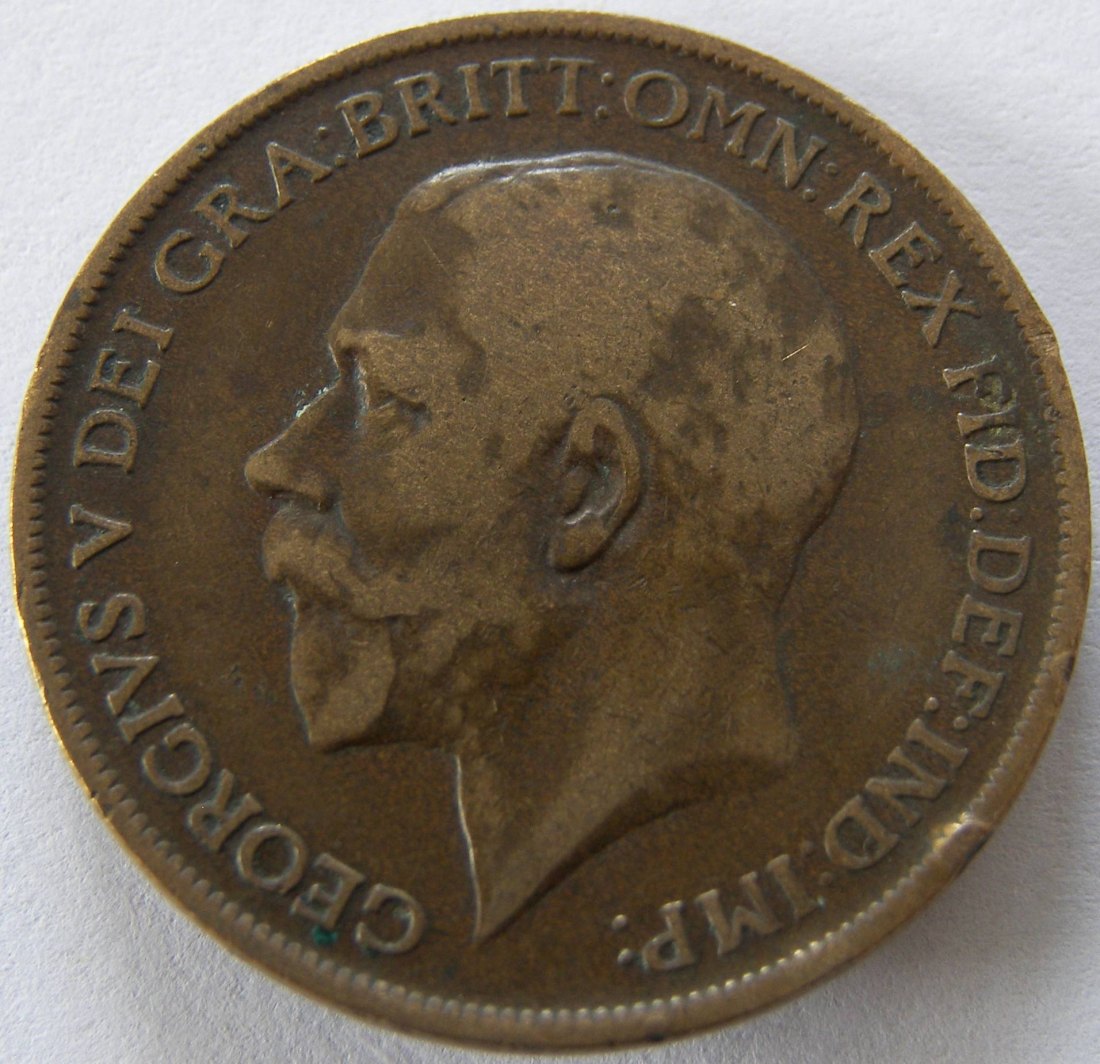 GEORGIVS V DEI GRA:BRITT:OMN:REX FID:DEF:IND:IMP: